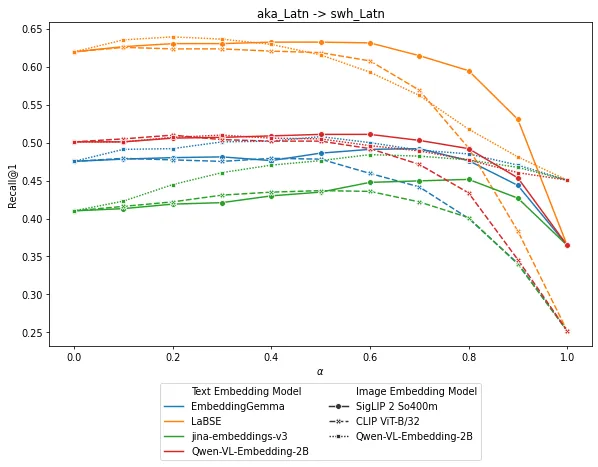 aka_Latn -> swh_Latn
Recall@1
0.65
0.60
0.55
0.50
0.45
0.40
0.35
0.30
0.25
0.0 0.2 0.4 0.6 0.8 1.0
α
Text Embedding Model Image Embedding Model
EmbeddingGemma SigLIP 2 So400m
LaBSE CLIP ViT-B/32
jina-embeddings-v3 Qwen-VL-Embedding-2B
Qwen-VL-Embedding-2B